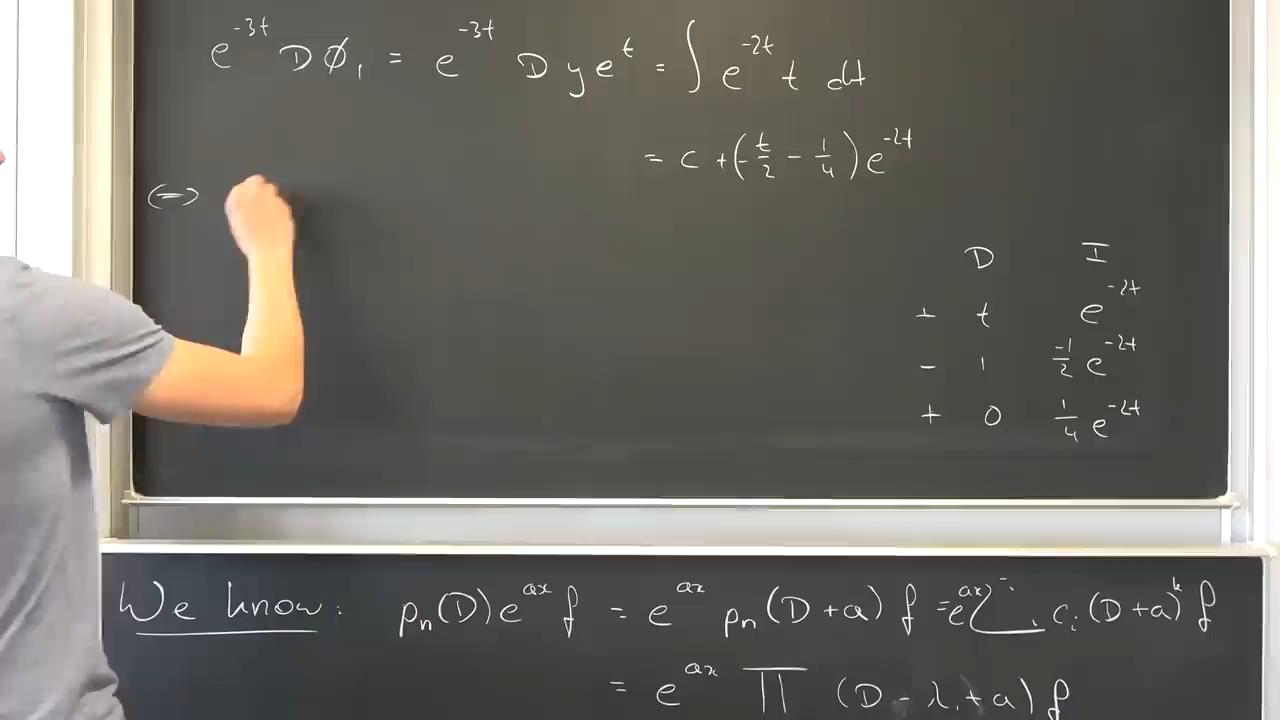 e^{-3t} D ϕ_1 = e^{-3t} D y e^t = ∫ e^{-2t} t dt
= c + (-t/2 - 1/4) e^{-2t}
(=)
D I
+ t e^{-2t}
- 1 -1/2 e^{-2t}
+ 0 1/4 e^{-2t}
We know: p_n(D) e^{ax} f = e^{ax} p_n(D+a) f = e^{ax} Σ c_i (D+a)^k f
= e^{ax} ∏ (D - λ_i + a) f